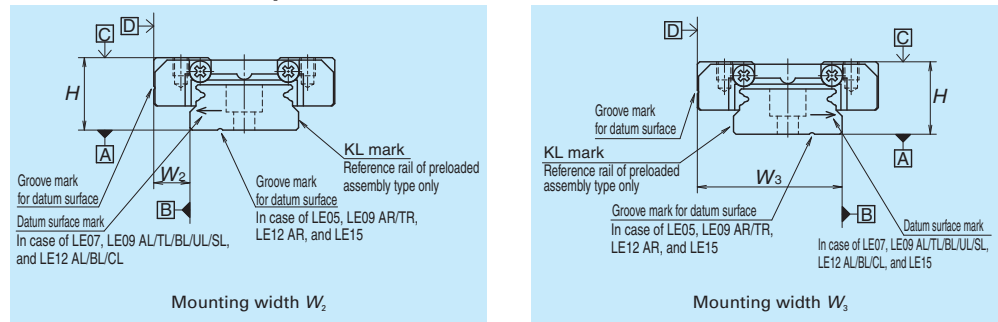 D
C
H
A
KL mark
Reference rail of preloaded
assembly type only
W2
Groove mark
for datum surface
Groove mark
for datum surface
B
Datum surface mark
In case of LE07, LE09 AL/TL/BL/UL/SL,
and LE12 AL/BL/CL
In case of LE05, LE09 AR/TR,
LE12 AR, and LE15
Mounting width W2
D
C
H
Groove mark
for datum surface
KL mark
Reference rail of preloaded
assembly type only
A
W3
Groove mark for datum surface
In case of LE05, LE09 AR/TR,
LE12 AR, and LE15
B
Datum surface mark
In case of LE07, LE09 AL/TL/BL/UL/SL,
LE12 AL/BL/CL, and LE15
Mounting width W3